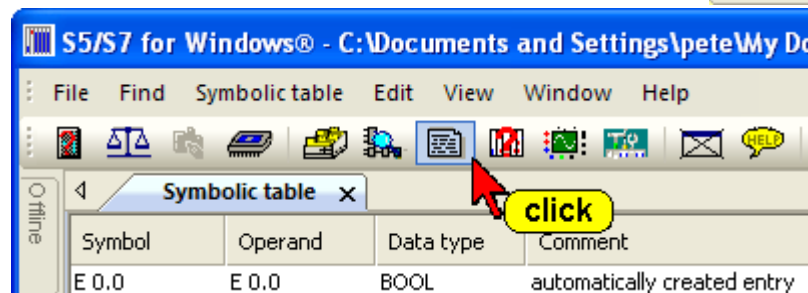 S5/S7 for Windows® - C:\Documents and Settings\pete\My Do
File Find Symbolic table Edit View Window Help
HELP
Offline
Symbolic table x
click
Symbol Operand Data type Comment
E 0.0 E 0.0 BOOL automatically created entry